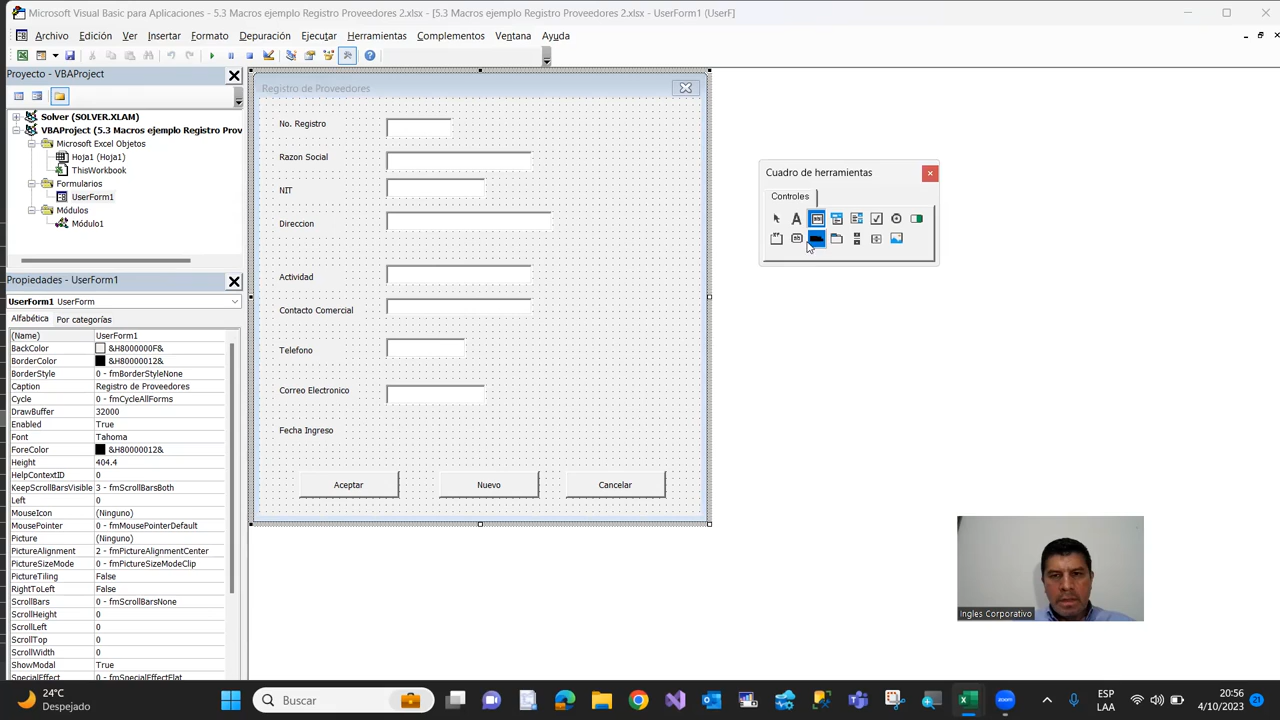 Microsoft Visual Basic para Aplicaciones - 5.3 Macros ejemplo Registro Proveedores 2.xlsx - [5.3 Macros ejemplo Registro Proveedores 2.xlsx - UserForm1 (UserF]
Archivo Edición Ver Insertar Formato Depuración Ejecutar Herramientas Complementos Ventana Ayuda
Proyecto - VBAProject
Solver (SOLVER.XLAM)
VBAProject (5.3 Macros ejemplo Registro Prov
Microsoft Excel Objetos
Hoja1 (Hoja1)
ThisWorkbook
Formularios
UserForm1
Módulos
Módulo1
Propiedades - UserForm1
UserForm1 UserForm
Alfabética Por categorías
(Name) UserForm1
BackColor &H8000000F&
BorderColor &H80000012&
BorderStyle 0 - fmBorderStyleNone
Caption Registro de Proveedores
Cycle 0 - fmCycleAllForms
DrawBuffer 32000
Enabled True
Font Tahoma
ForeColor &H80000012&
Height 404.4
HelpContextID 0
KeepScrollBarsVisible 3 - fmScrollBarsBoth
Left 0
MouseIcon (Ninguno)
MousePointer 0 - fmMousePointerDefault
Picture (Ninguno)
PictureAlignment 2 - fmPictureAlignmentCenter
PictureSizeMode 0 - fmPictureSizeModeClip
PictureTiling False
RightToLeft False
ScrollBars 0 - fmScrollBarsNone
ScrollHeight 0
ScrollLeft 0
ScrollTop 0
ScrollWidth 0
ShowModal True
SpecialEffect 0 - fmSpecialEffectFlat
Registro de Proveedores
No. Registro
Razon Social
NIT
Direccion
Actividad
Contacto Comercial
Telefono
Correo Electronico
Fecha Ingreso
Aceptar Nuevo Cancelar
Cuadro de herramientas
Controles
Ingles Corporativo
24°C
Despejado
Buscar
ESP
LAA
20:56
4/10/2023